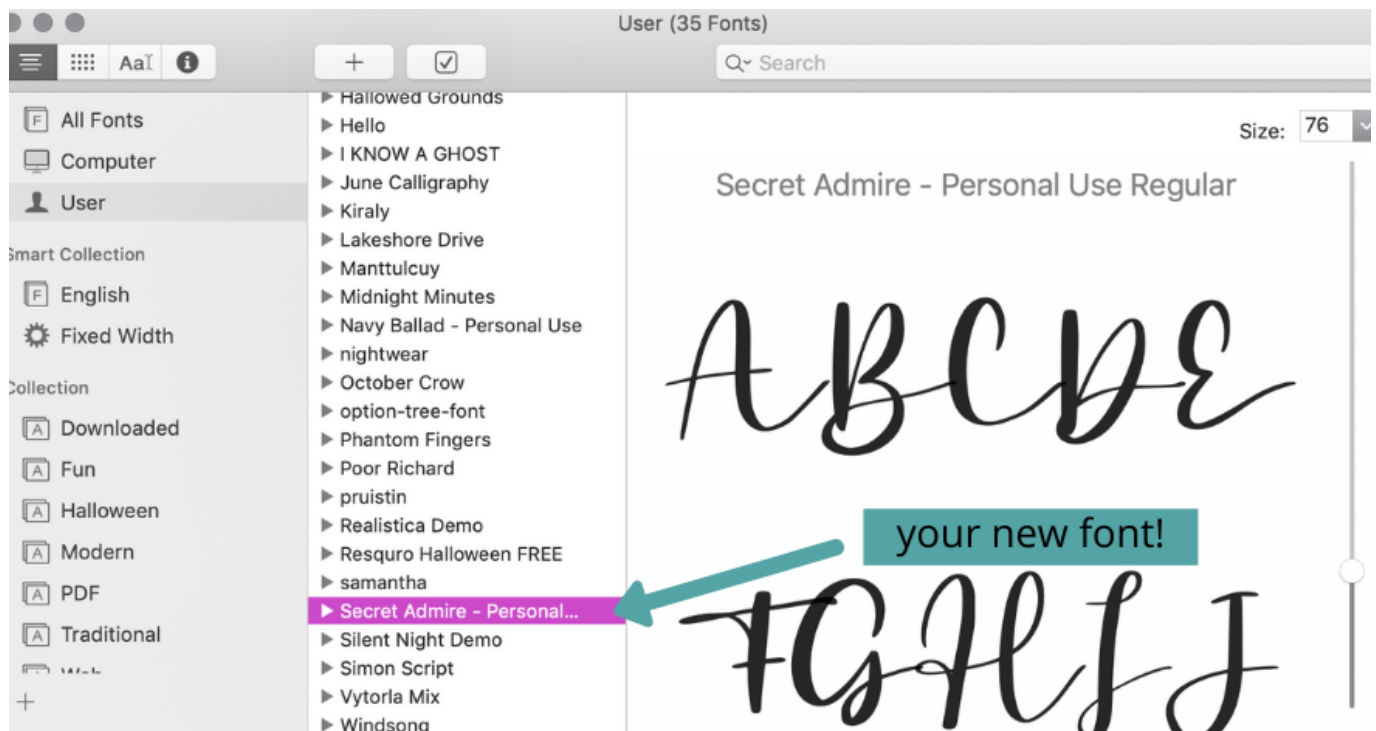 User (35 Fonts)
Aa
Search
All Fonts
Computer
User
Smart Collection
English
Fixed Width
Collection
Downloaded
Fun
Halloween
Modern
PDF
Traditional
Web
Hallowed Grounds
Hello
I KNOW A GHOST
June Calligraphy
Kiraly
Lakeshore Drive
Manttulcuy
Midnight Minutes
Navy Ballad - Personal Use
nightwear
October Crow
option-tree-font
Phantom Fingers
Poor Richard
pruistin
Realistica Demo
Resquro Halloween FREE
samantha
Secret Admire - Personal...
Silent Night Demo
Simon Script
Vytorla Mix
Windsong
Size: 76
Secret Admire - Personal Use Regular
ABCDE
your new font!
FGHIJ